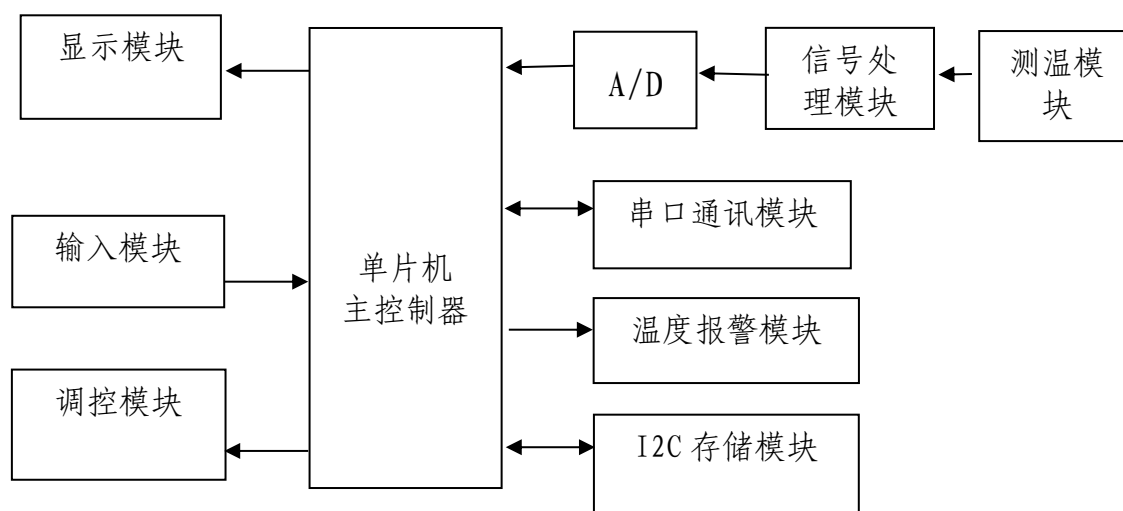 显示模块
A/D
信号处
理模块
测温模
块
串口通讯模块
输入模块
单片机
主控制器
温度报警模块
调控模块
I2C 存储模块